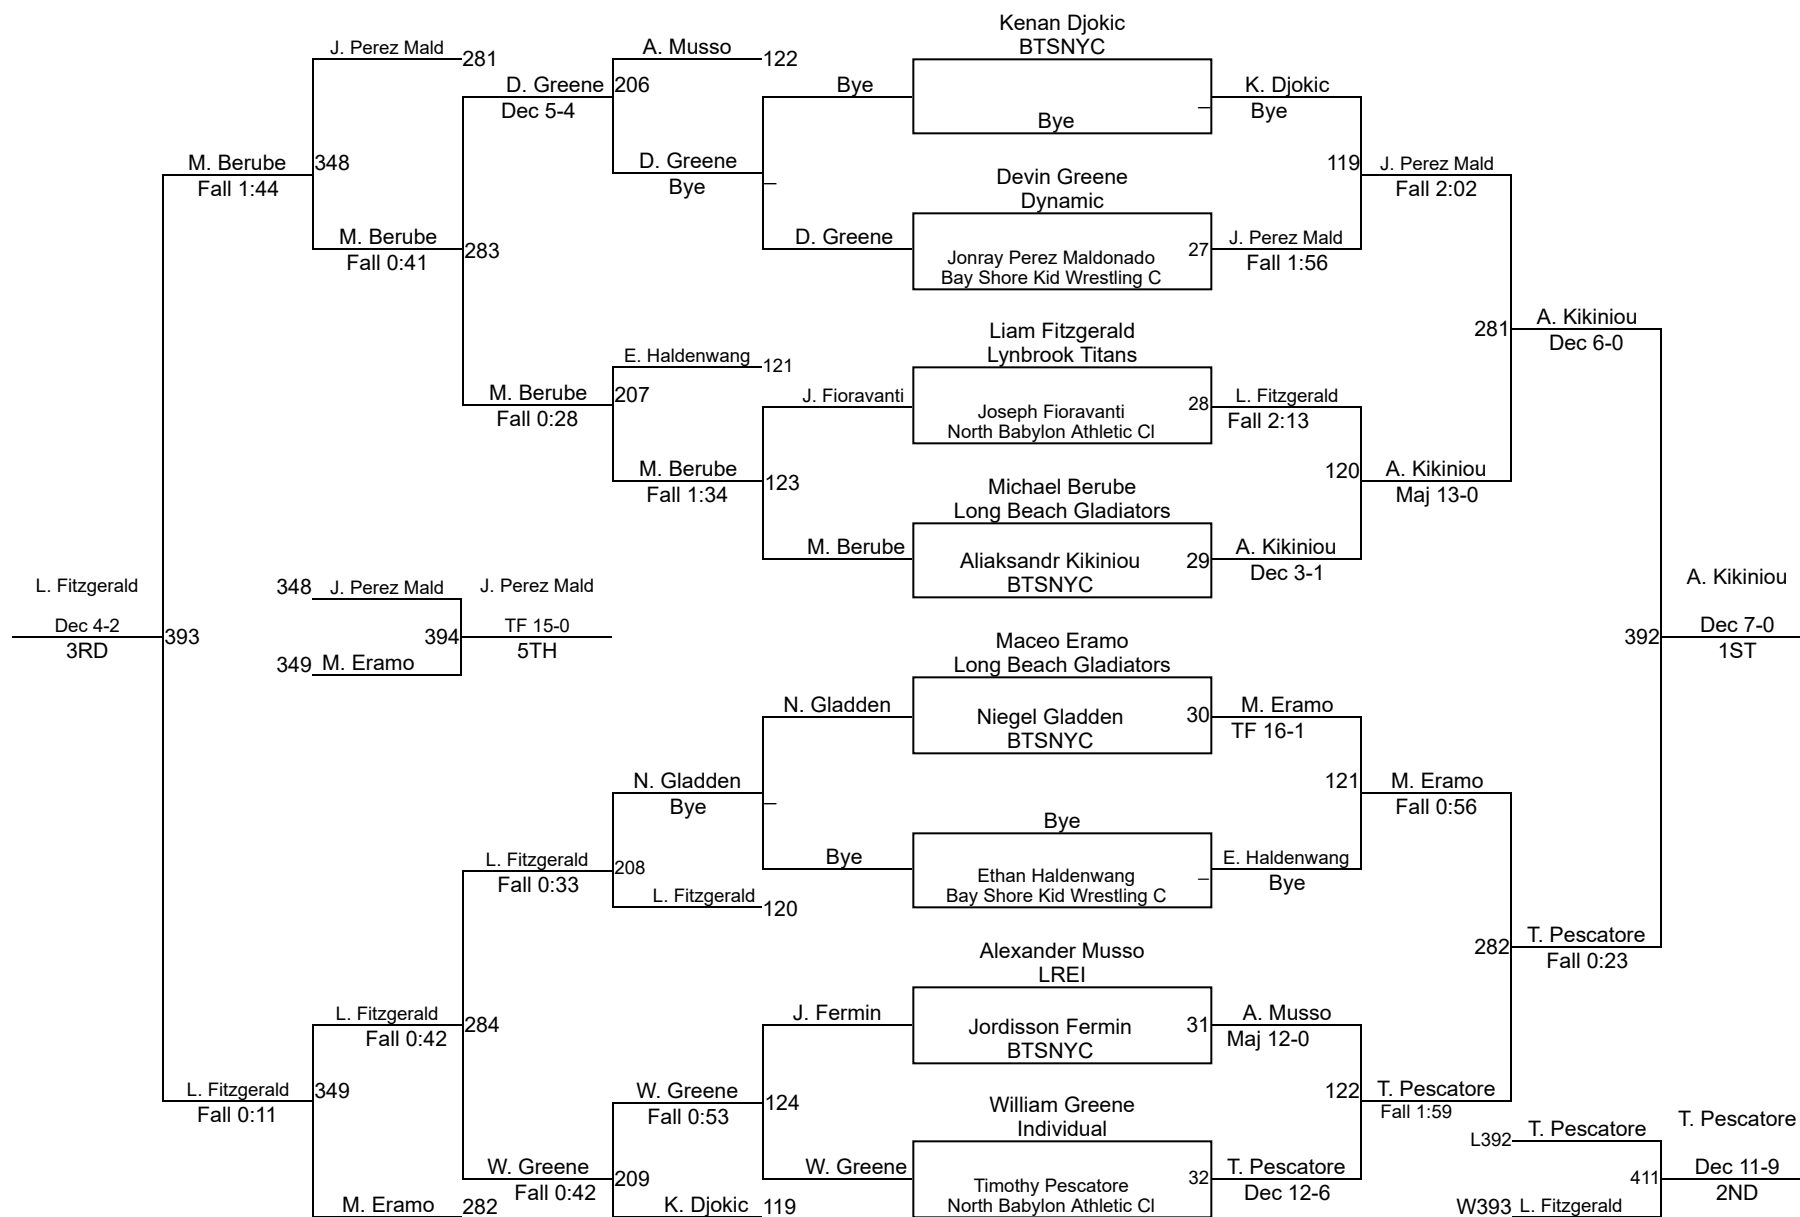 Kenan Djokic
BTSNYC
J. Perez Mald
281
A. Musso
122
D. Greene
206
Dec 5-4
Bye
K. Djokic
Bye
Bye
M. Berube
348
Fall 1:44
D. Greene
Bye
Devin Greene
Dynamic
119
J. Perez Mald
Fall 2:02
M. Berube
283
Fall 0:41
D. Greene
Jonray Perez Maldonado
27
Bay Shore Kid Wrestling C
J. Perez Mald
Fall 1:56
Liam Fitzgerald
Lynbrook Titans
281
A. Kikiniou
Dec 6-0
E. Haldenwang
121
M. Berube
207
Fall 0:28
J. Fioravanti
Joseph Fioravanti
28
North Babylon Athletic Cl
L. Fitzgerald
Fall 2:13
M. Berube
123
Fall 1:34
Michael Berube
Long Beach Gladiators
120
A. Kikiniou
Maj 13-0
M. Berube
Aliaksandr Kikiniou
29
BTSNYC
A. Kikiniou
Dec 3-1
L. Fitzgerald
348
J. Perez Mald
J. Perez Mald
A. Kikiniou
Dec 4-2
393
3RD
394
TF 15-0
5TH
349
M. Eramo
392
Dec 7-0
1ST
Maceo Eramo
Long Beach Gladiators
N. Gladden
Niegel Gladden
30
BTSNYC
M. Eramo
TF 16-1
N. Gladden
Bye
121
M. Eramo
Fall 0:56
Bye
L. Fitzgerald
208
Fall 0:33
Bye
Ethan Haldenwang
Bay Shore Kid Wrestling C
E. Haldenwang
Bye
L. Fitzgerald
120
282
T. Pescatore
Fall 0:23
Alexander Musso
LREI
L. Fitzgerald
284
Fall 0:42
J. Fermin
Jordisson Fermin
31
BTSNYC
A. Musso
Maj 12-0
L. Fitzgerald
349
Fall 0:11
W. Greene
124
Fall 0:53
William Greene
Individual
122
T. Pescatore
Fall 1:59
W. Greene
209
Fall 0:42
W. Greene
Timothy Pescatore
32
North Babylon Athletic Cl
T. Pescatore
Dec 12-6
L392
T. Pescatore
T. Pescatore
411
Dec 11-9
2ND
M. Eramo
282
K. Djokic
119
W393
L. Fitzgerald